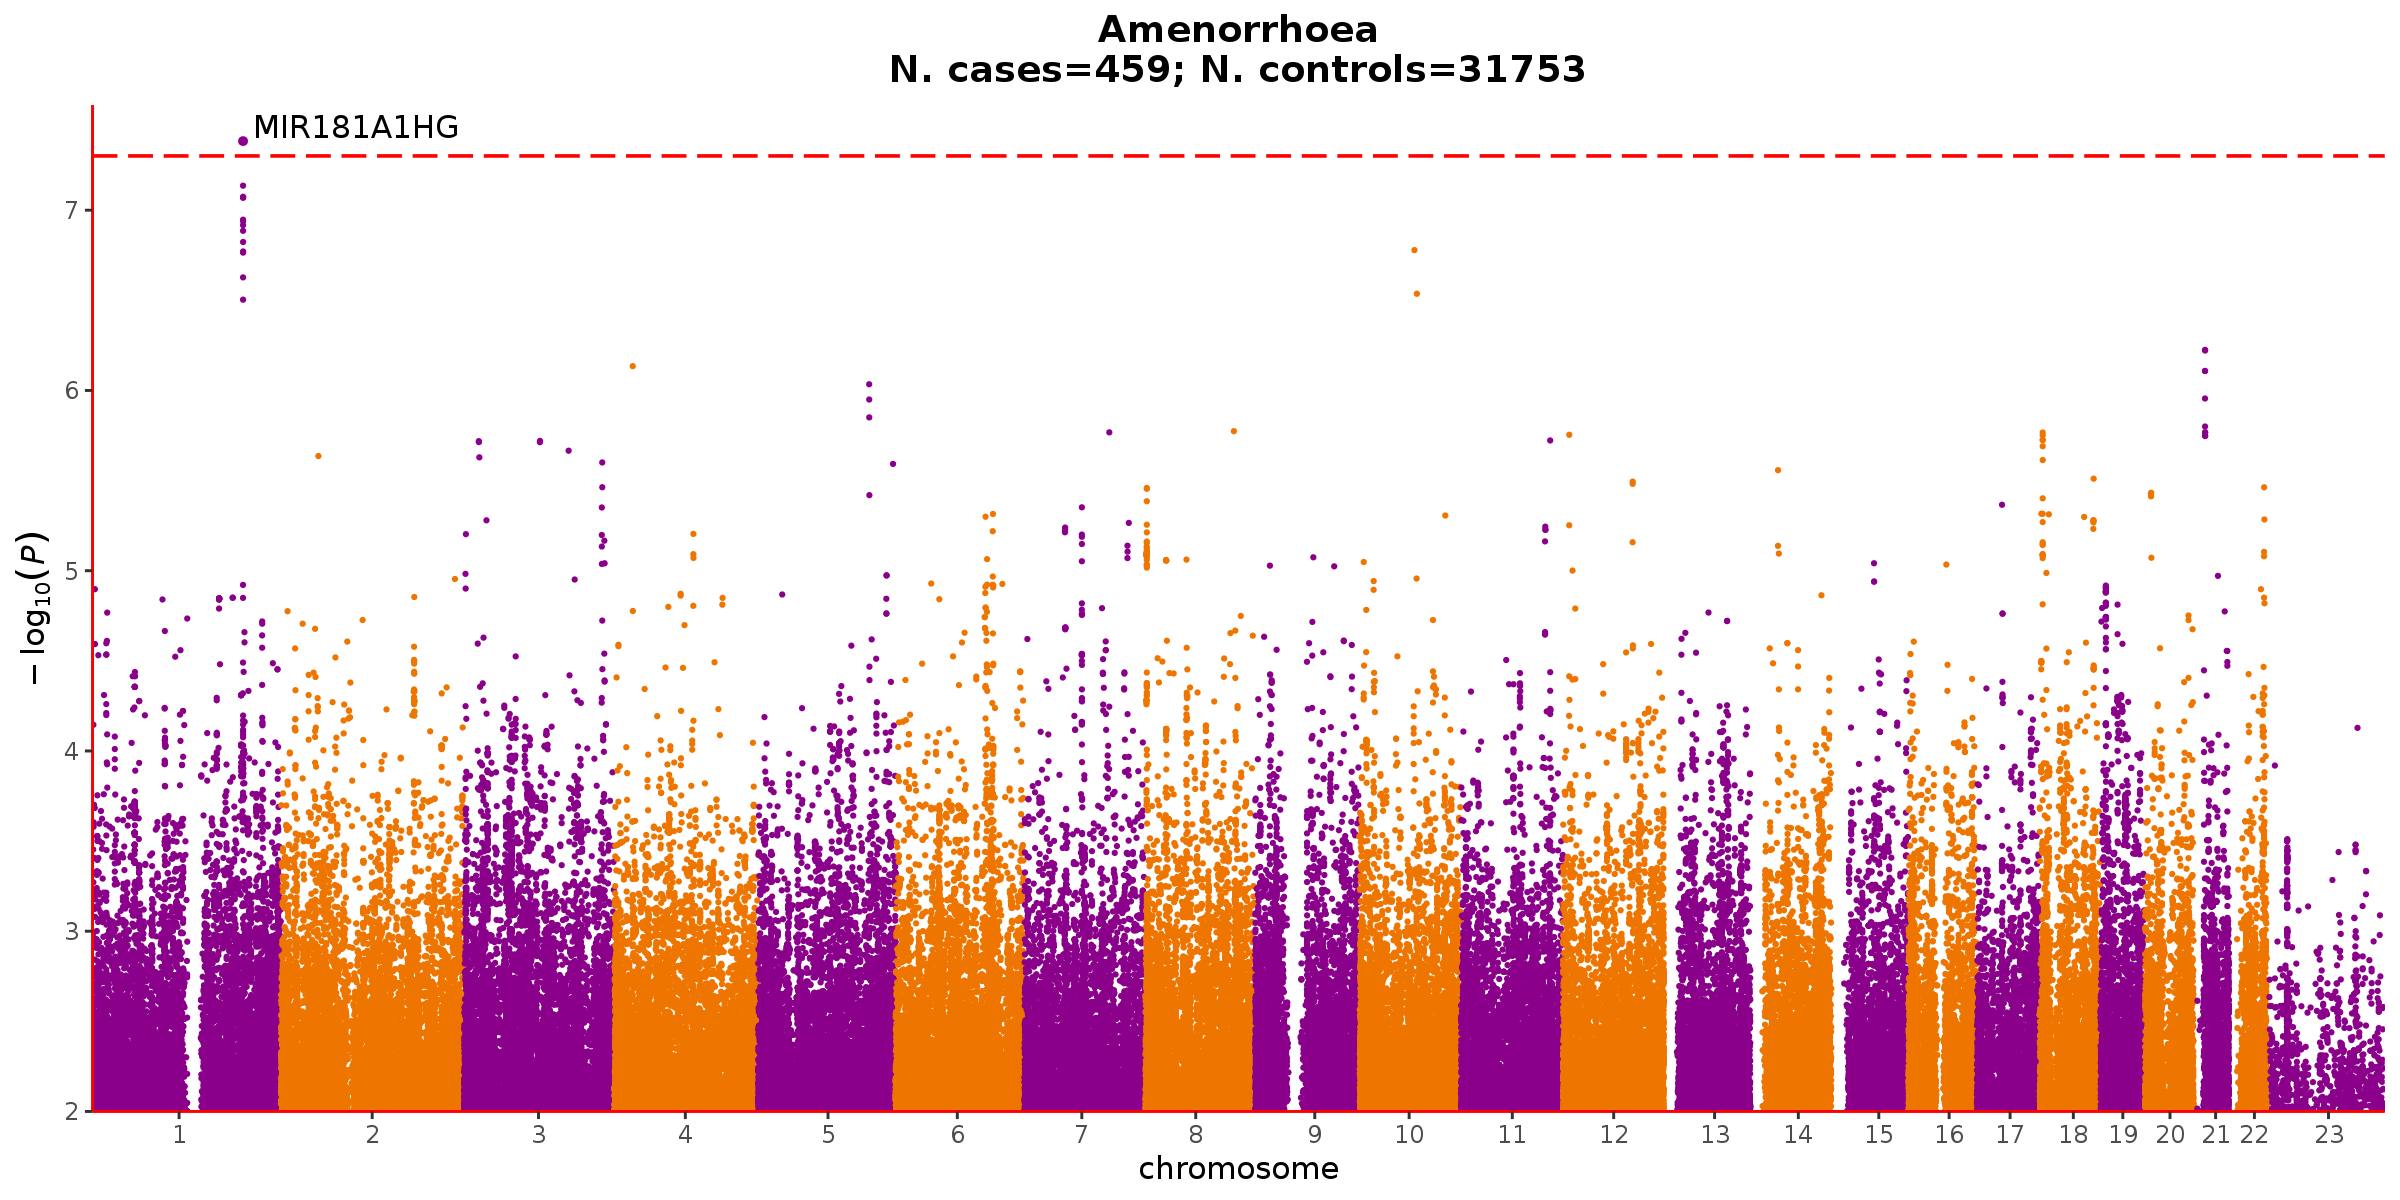 Amenorrhoea
N. cases=459; N. controls=31753
MIR181A1HG
7
6
5
4
3
2
−log10(P)
1 2 3 4 5 6 7 8 9 10 11 12 13 14 15 16 17 18 19 20 21 22 23
chromosome